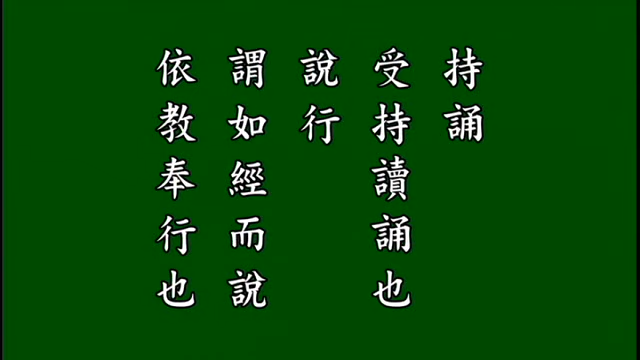 持誦
受持讀誦也
說行
謂如經而說
依教奉行也